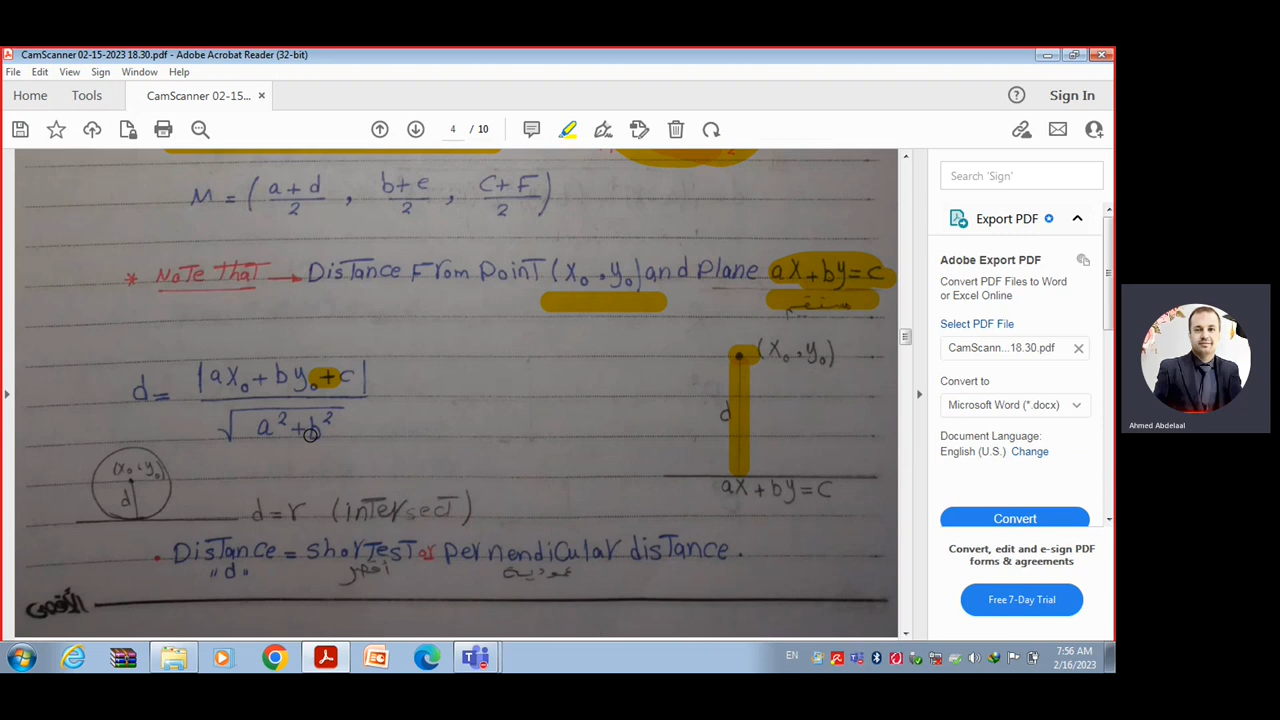 CamScanner 02-15-2023 18.30.pdf - Adobe Acrobat Reader (32-bit)
File Edit View Sign Window Help
Home Tools CamScanner 02-15... × Sign In
4 / 10
M = ( a+d/2 , b+e/2 , C+F/2 )
* Note that → Distance From Point (X₀, y₀) and Plane aX+by=C
مستقيم
d = |aX₀ + by₀ + c| / √a²+b²
(X₀, y₀)
d
aX + by = C
(X₀, y₀)
d
d = r (intersect)
• Distance = shortest or pernendicular distance.
"d" أقصر عمودية
Search 'Sign'
Export PDF
Adobe Export PDF
Convert PDF Files to Word
or Excel Online
Select PDF File
CamScann...18.30.pdf ×
Convert to
Microsoft Word (*.docx)
Document Language:
English (U.S.) Change
Convert
Convert, edit and e-sign PDF
forms & agreements
Free 7-Day Trial
EN
7:56 AM
2/16/2023
Ahmed Abdelaal